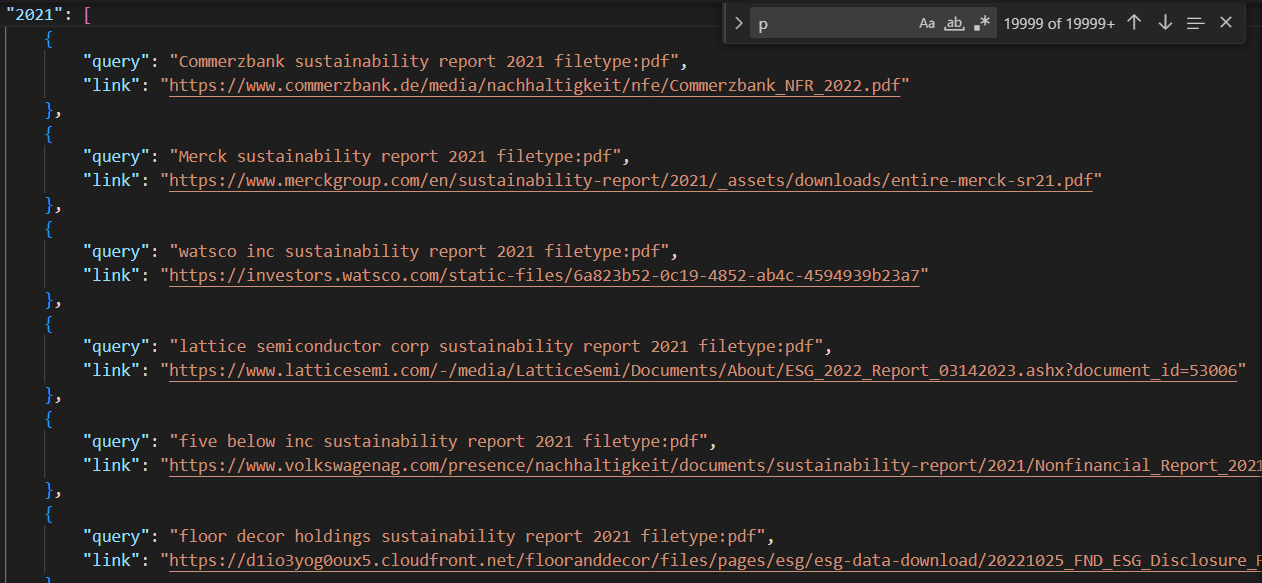 "2021": [
p Aa ab .* 19999 of 19999+
{
"query": "Commerzbank sustainability report 2021 filetype:pdf",
"link": "https://www.commerzbank.de/media/nachhaltigkeit/nfe/Commerzbank_NFR_2022.pdf"
},
{
"query": "Merck sustainability report 2021 filetype:pdf",
"link": "https://www.merckgroup.com/en/sustainability-report/2021/_assets/downloads/entire-merck-sr21.pdf"
},
{
"query": "watsco inc sustainability report 2021 filetype:pdf",
"link": "https://investors.watsco.com/static-files/6a823b52-0c19-4852-ab4c-4594939b23a7"
},
{
"query": "lattice semiconductor corp sustainability report 2021 filetype:pdf",
"link": "https://www.latticesemi.com/-/media/LatticeSemi/Documents/About/ESG_2022_Report_03142023.ashx?document_id=53006"
},
{
"query": "five below inc sustainability report 2021 filetype:pdf",
"link": "https://www.volkswagenag.com/presence/nachhaltigkeit/documents/sustainability-report/2021/Nonfinancial_Report_2021
},
{
"query": "floor decor holdings sustainability report 2021 filetype:pdf",
"link": "https://d1io3yog0oux5.cloudfront.net/flooranddecor/files/pages/esg/esg-data-download/20221025_FND_ESG_Disclosure_F
}